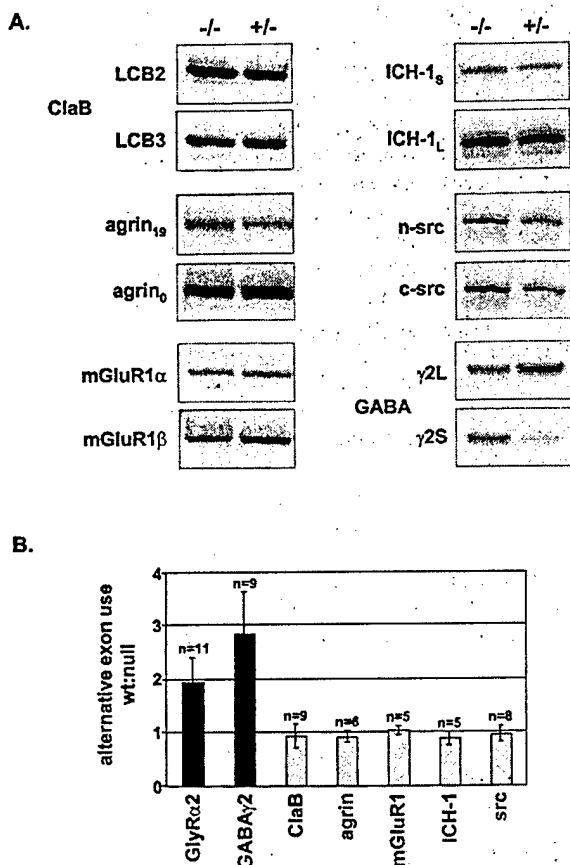 A.
-/- +/-
ClaB
LCB2
LCB3
agrin19
agrin0
mGluR1α
mGluR1β
-/- +/-
ICH-1S
ICH-1L
n-src
c-src
GABA
γ2L
γ2S
B.
alternative exon use
wt:null
4
3
2
1
0
n=11
n=9
n=9
n=6
n=5
n=5
n=8
GlyRα2
GABAγ2
ClaB
agrin
mGluR1
ICH-1
src